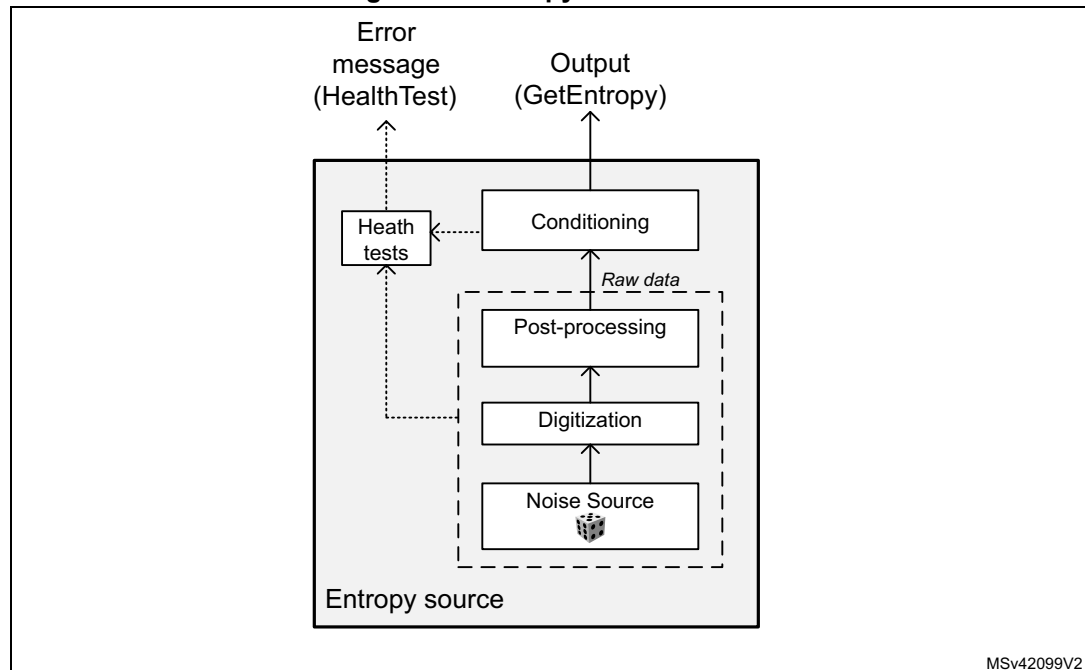 Error
message
(HealthTest)
Output
(GetEntropy)
Conditioning
Heath
tests
Raw data
Post-processing
Digitization
Noise Source
Entropy source
MSv42099V2